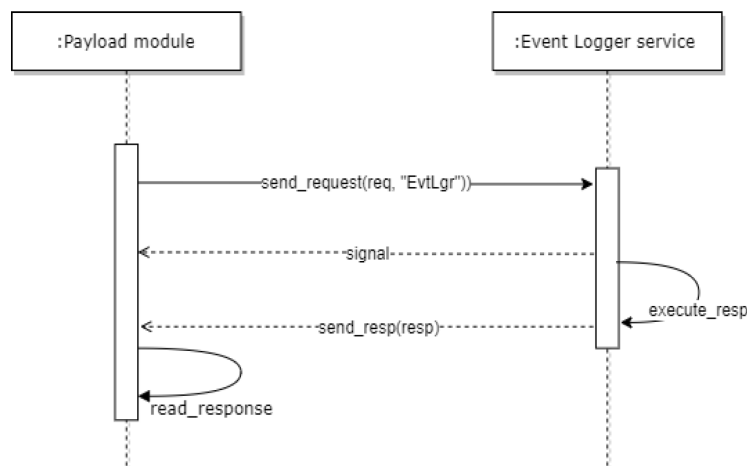 :Payload module
:Event Logger service
send_request(req, "EvtLgr"))
signal
execute_resp
send_resp(resp)
read_response